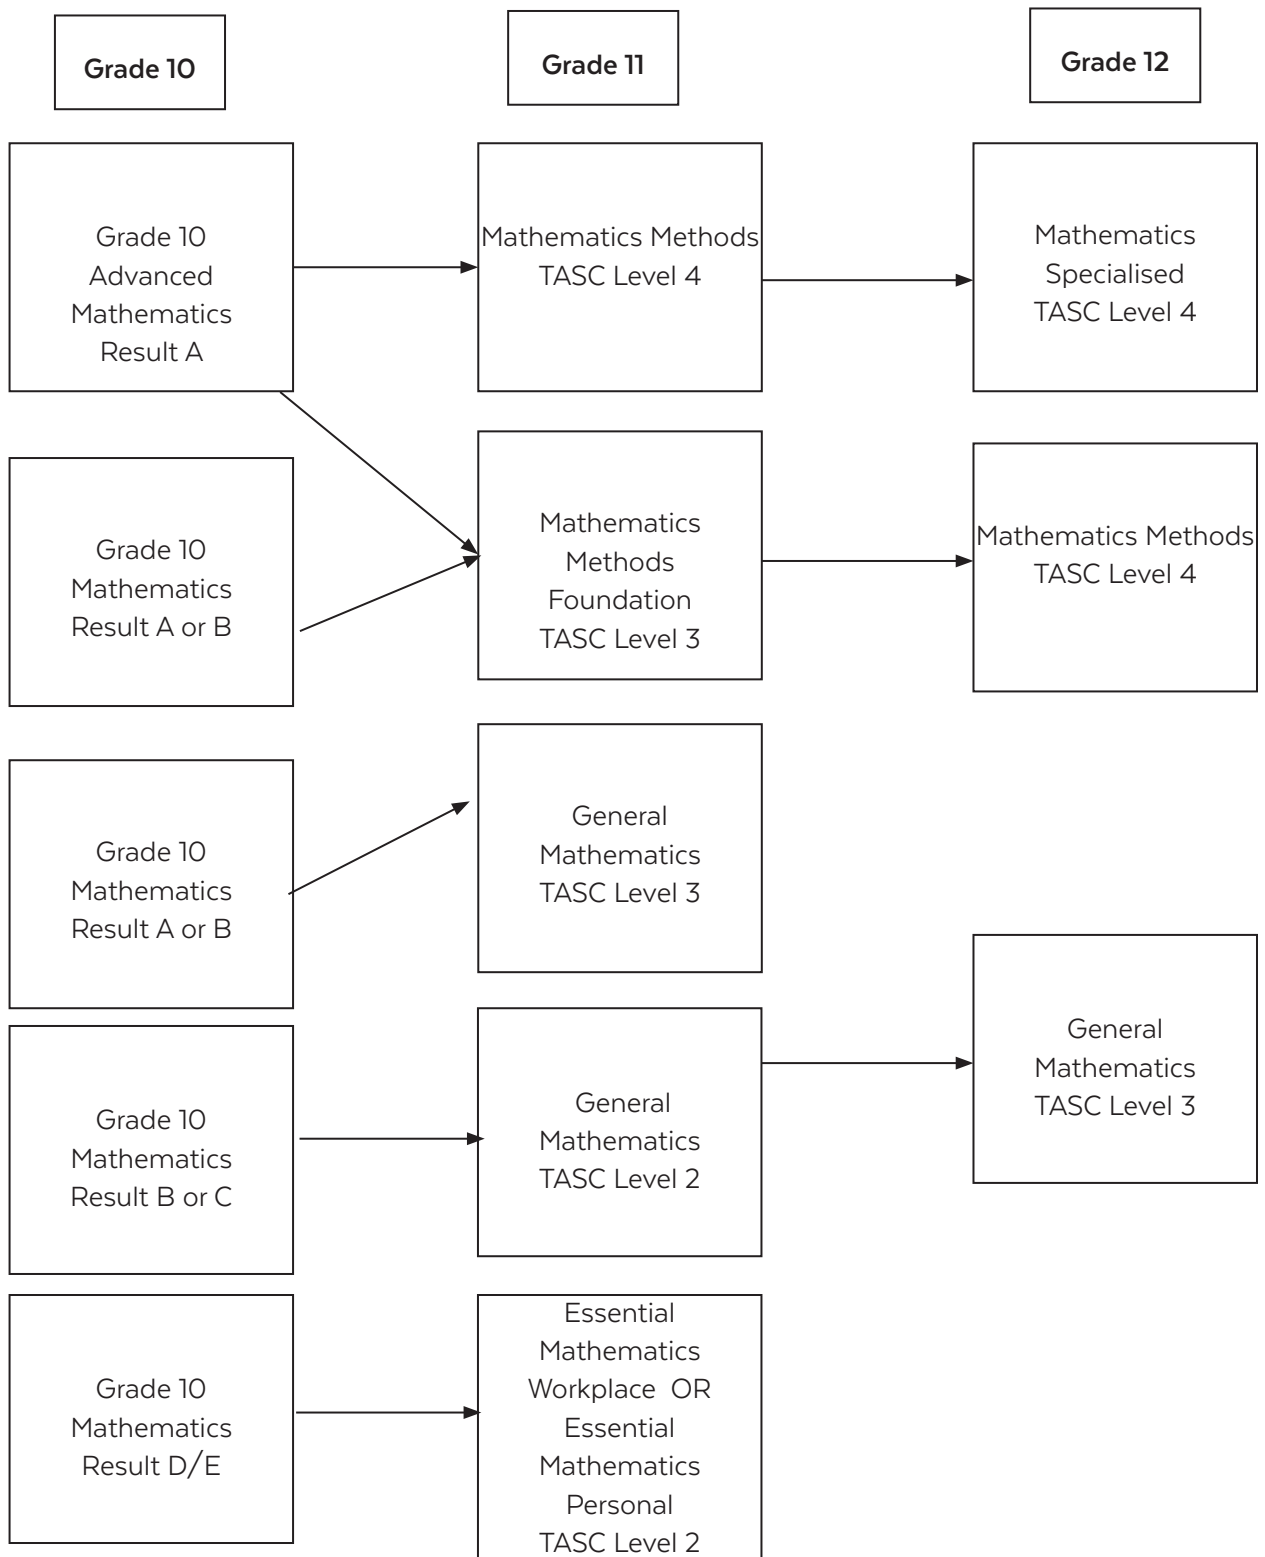 Grade 10
Grade 11
Grade 12
Grade 10
Advanced
Mathematics
Result A
Mathematics Methods
TASC Level 4
Mathematics
Specialised
TASC Level 4
Grade 10
Mathematics
Result A or B
Mathematics
Methods
Foundation
TASC Level 3
Mathematics Methods
TASC Level 4
Grade 10
Mathematics
Result A or B
General
Mathematics
TASC Level 3
Grade 10
Mathematics
Result B or C
General
Mathematics
TASC Level 2
General
Mathematics
TASC Level 3
Grade 10
Mathematics
Result D/E
Essential
Mathematics
Workplace OR
Essential
Mathematics
Personal
TASC Level 2